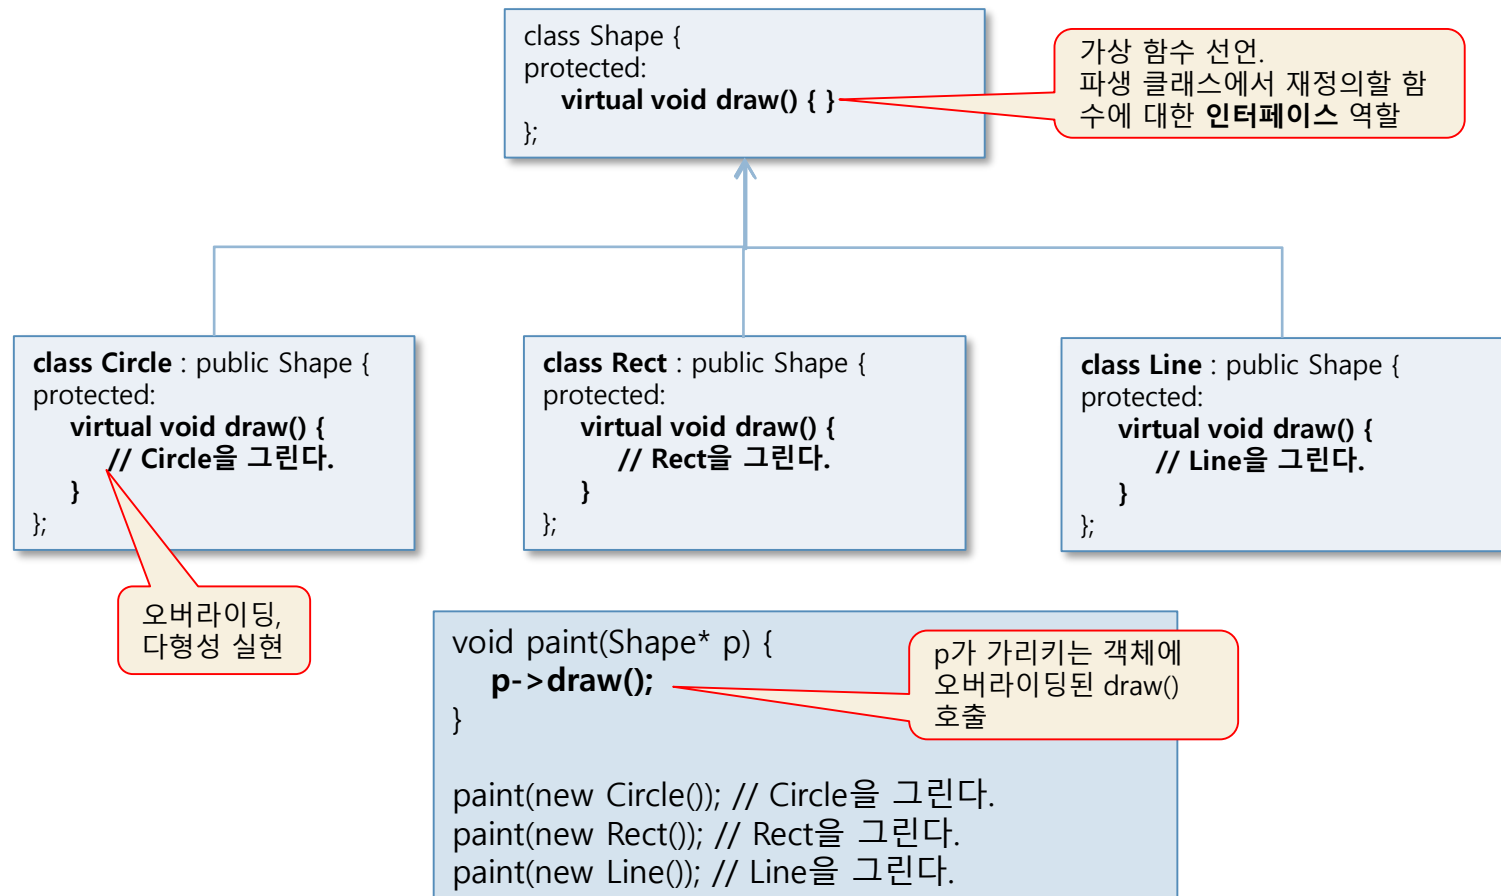 class Shape {
protected:
virtual void draw() { }
};
가상 함수 선언.
파생 클래스에서 재정의할 함
수에 대한 인터페이스 역할
class Circle : public Shape {
protected:
virtual void draw() {
// Circle을 그린다.
}
};
오버라이딩,
다형성 실현
class Rect : public Shape {
protected:
virtual void draw() {
// Rect을 그린다.
}
};
class Line : public Shape {
protected:
virtual void draw() {
// Line을 그린다.
}
};
void paint(Shape* p) {
p->draw();
}
p가 가리키는 객체에
오버라이딩된 draw()
호출
paint(new Circle()); // Circle을 그린다.
paint(new Rect()); // Rect을 그린다.
paint(new Line()); // Line을 그린다.